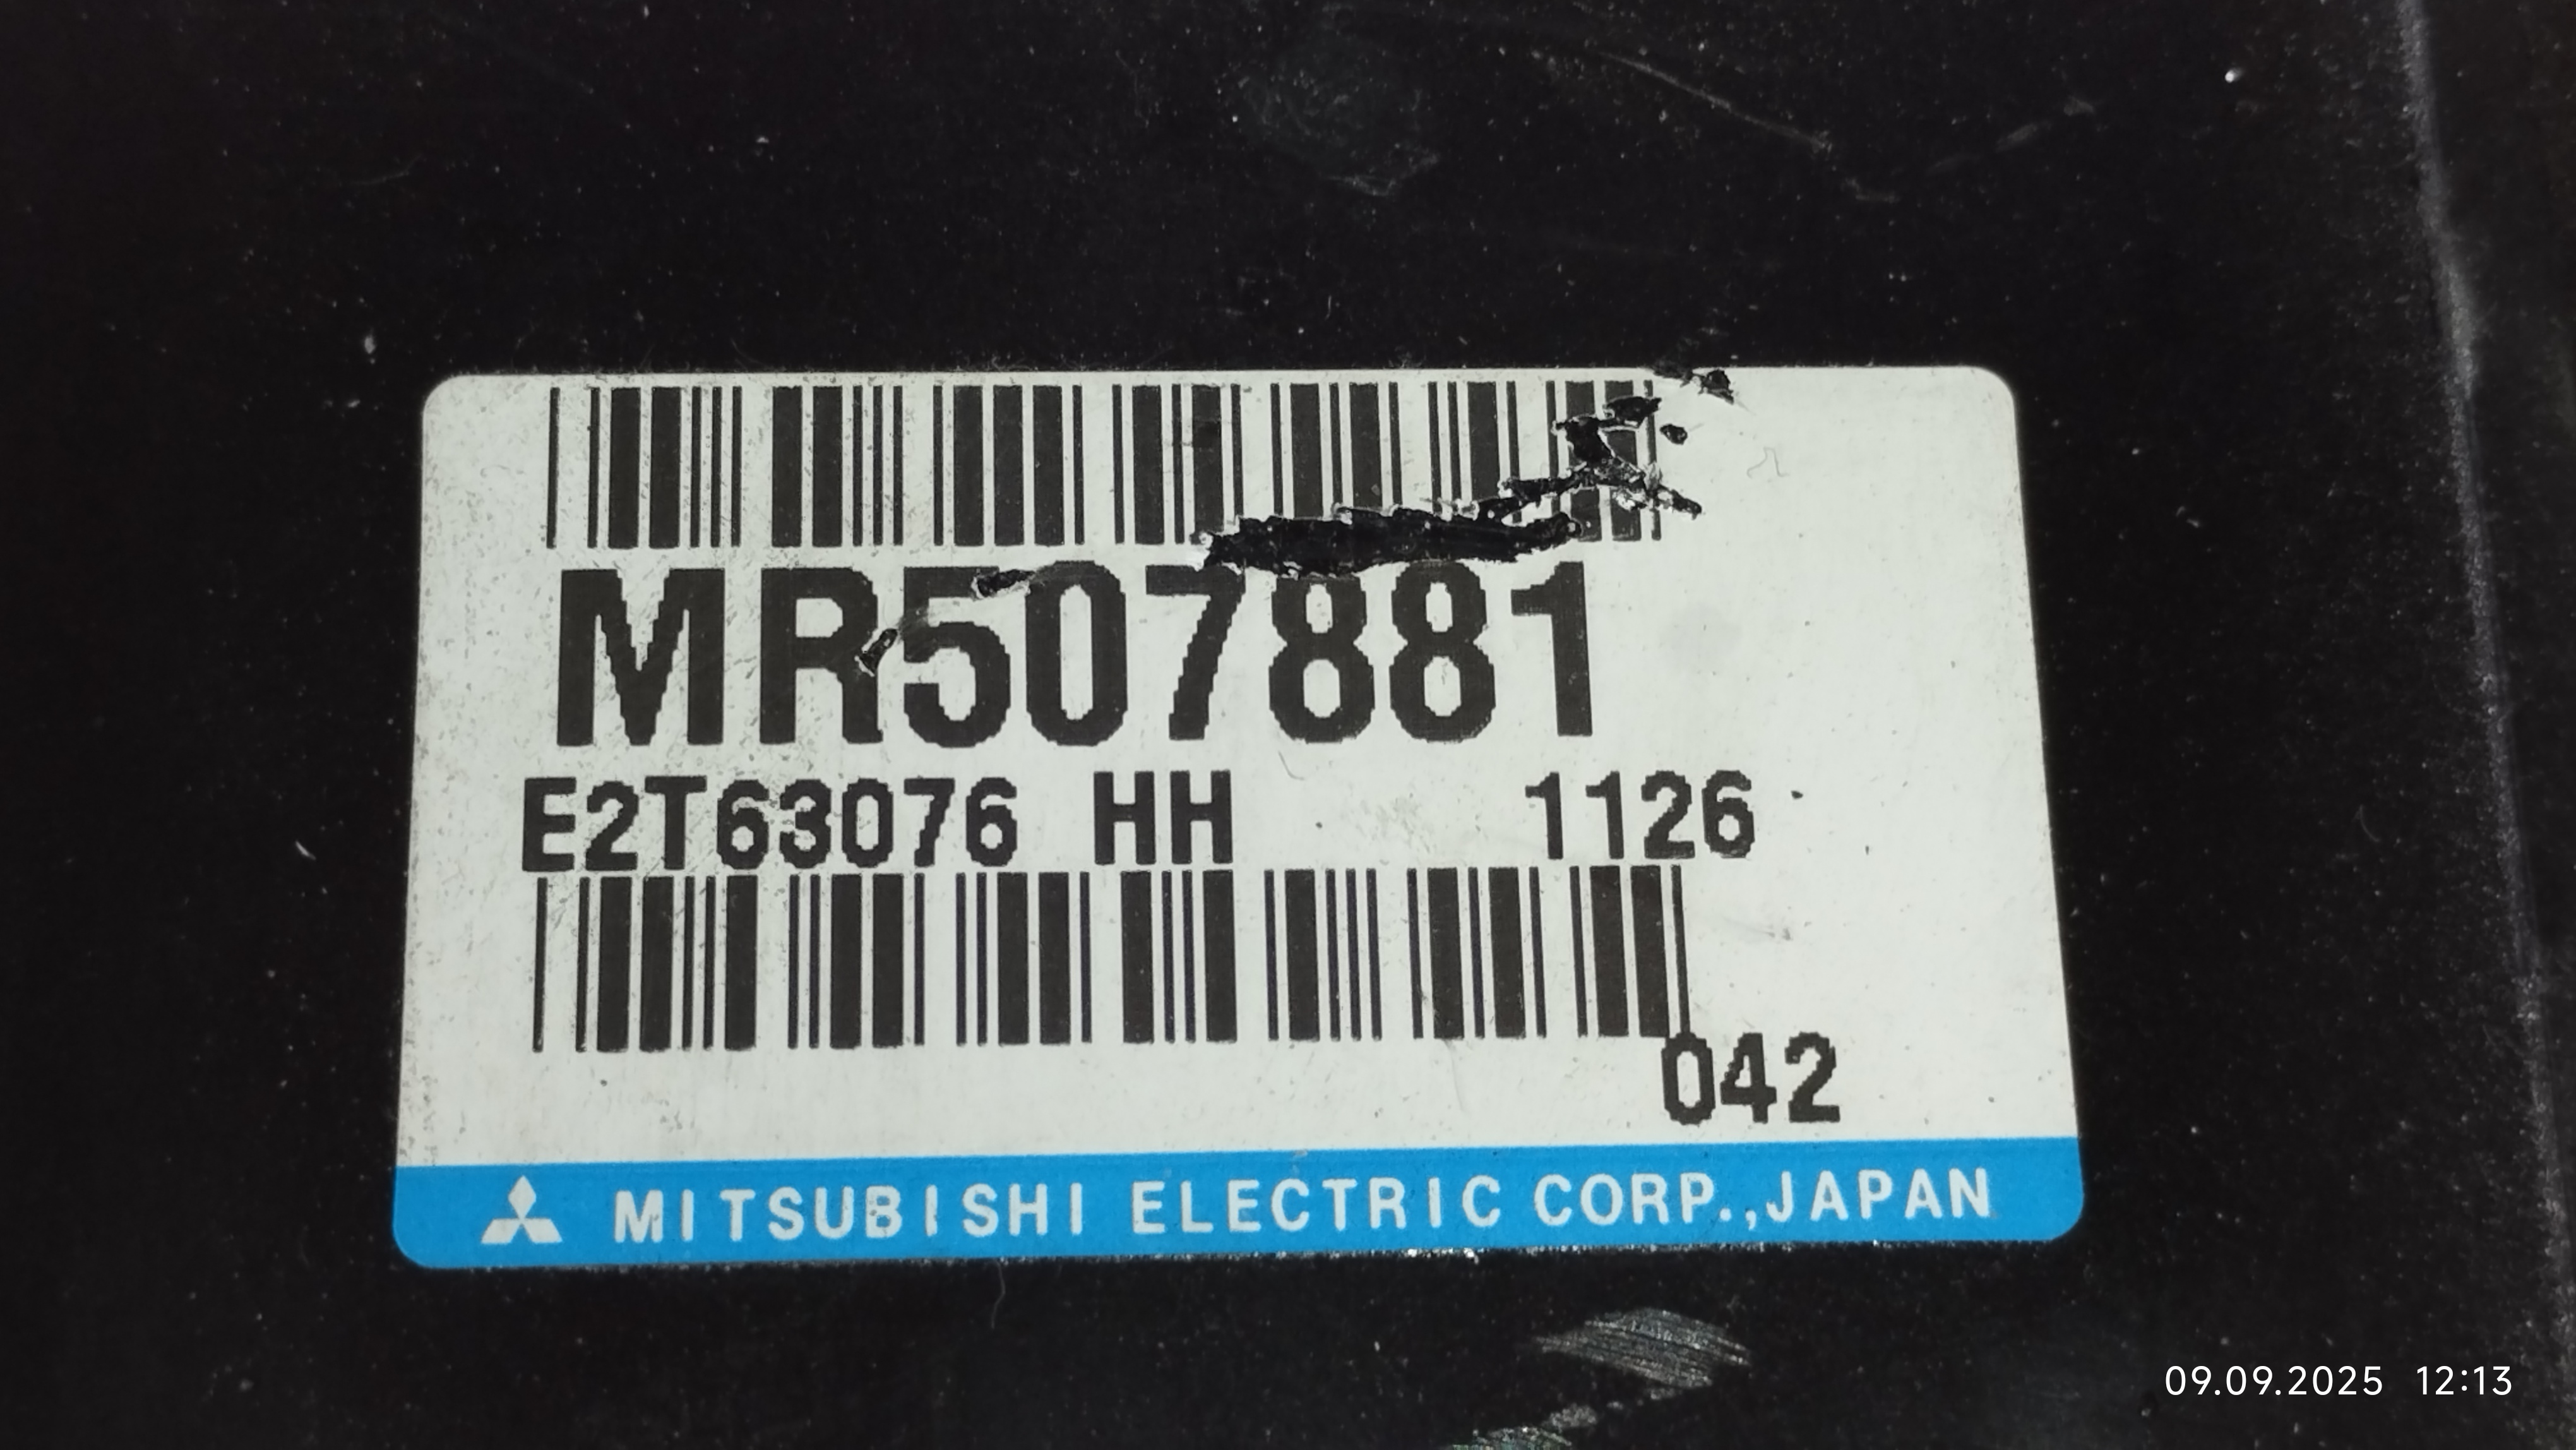 MR507881
E2T63076 HH 1126
042
MITSUBISHI ELECTRIC CORP.,JAPAN
09.09.2025 12:13